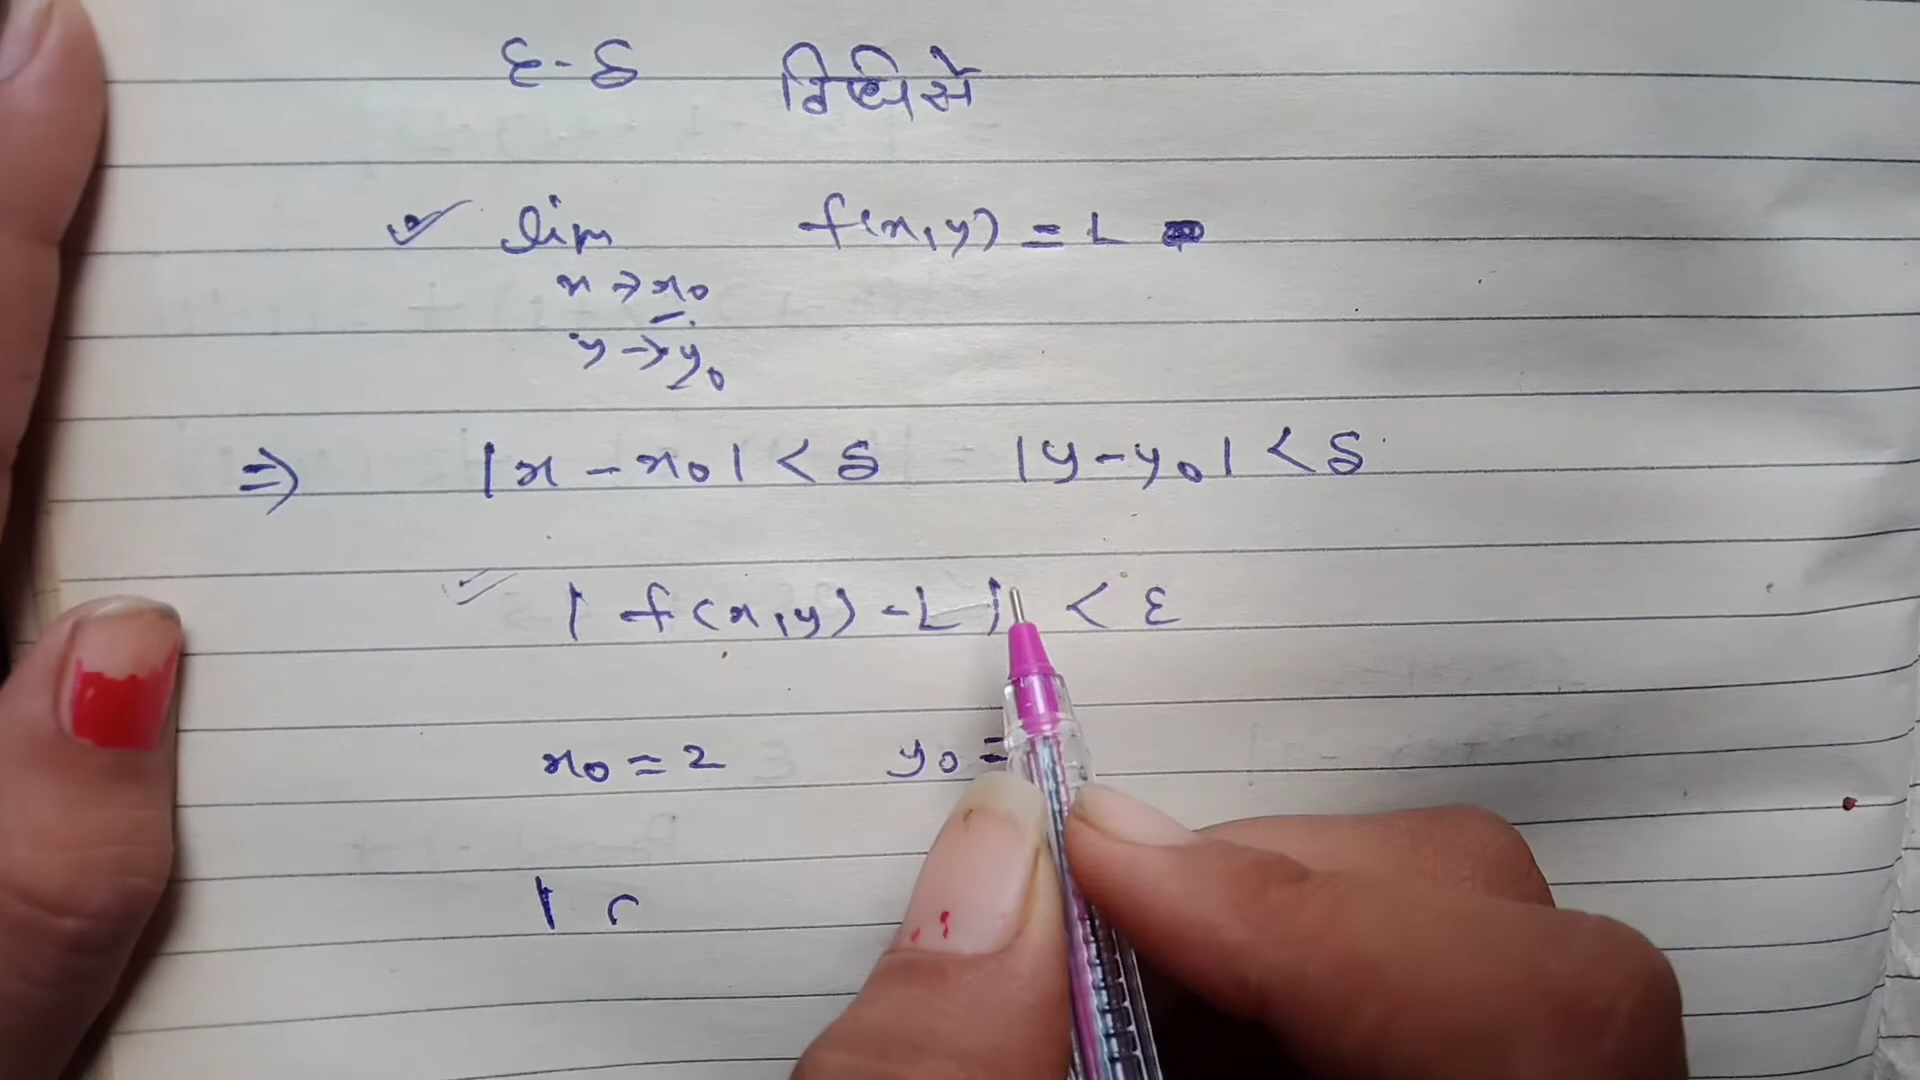 ε-δ विधि से
lim f(x,y) = L
x→x₀
y→y₀
⇒ |x-x₀|<δ |y-y₀|<δ
|f(x,y)-L| < ε
x₀=2 y₀=
|